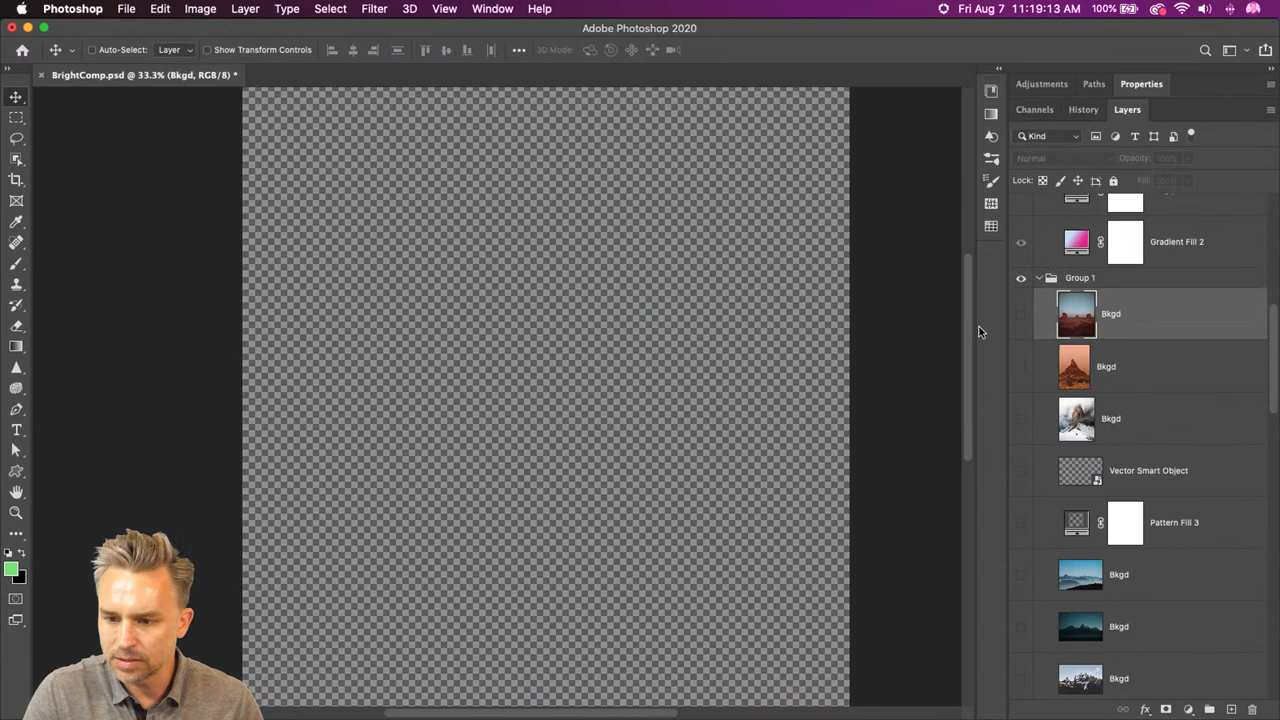 Photoshop File Edit Image Layer Type Select Filter 3D View Window Help 100% Fri Aug 7 11:19:13 AM
Adobe Photoshop 2020
Auto-Select: Layer Show Transform Controls 3D Mode:
BrightComp.psd @ 33.3% (Bkgd, RGB/8) *
Adjustments Paths Properties
Channels History Layers
Kind
Normal Opacity: 100%
Lock: Fill: 100%
Gradient Fill 2
Group 1
Bkgd
Bkgd
Bkgd
Vector Smart Object
Pattern Fill 3
Bkgd
Bkgd
Bkgd